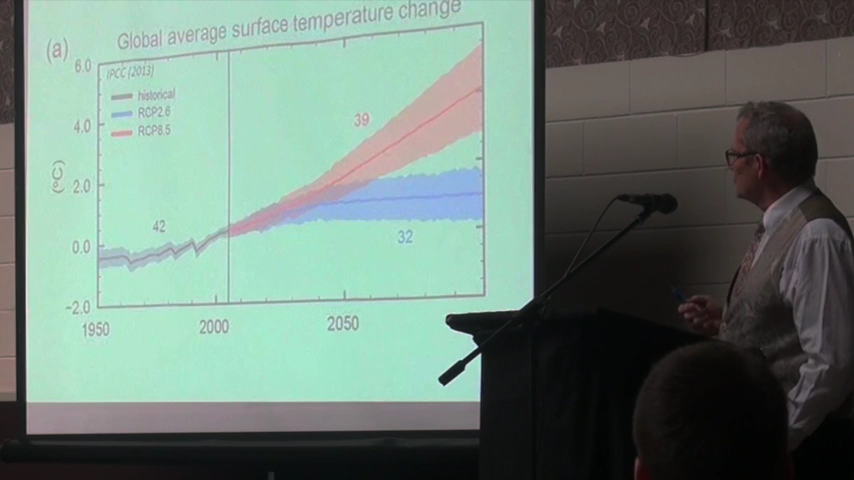 Global average surface temperature change
(a)
6.0
IPCC (2013)
historical
RCP2.6
RCP8.5
39
4.0
(°C)
2.0
42
32
0.0
−2.0
1950
2000
2050